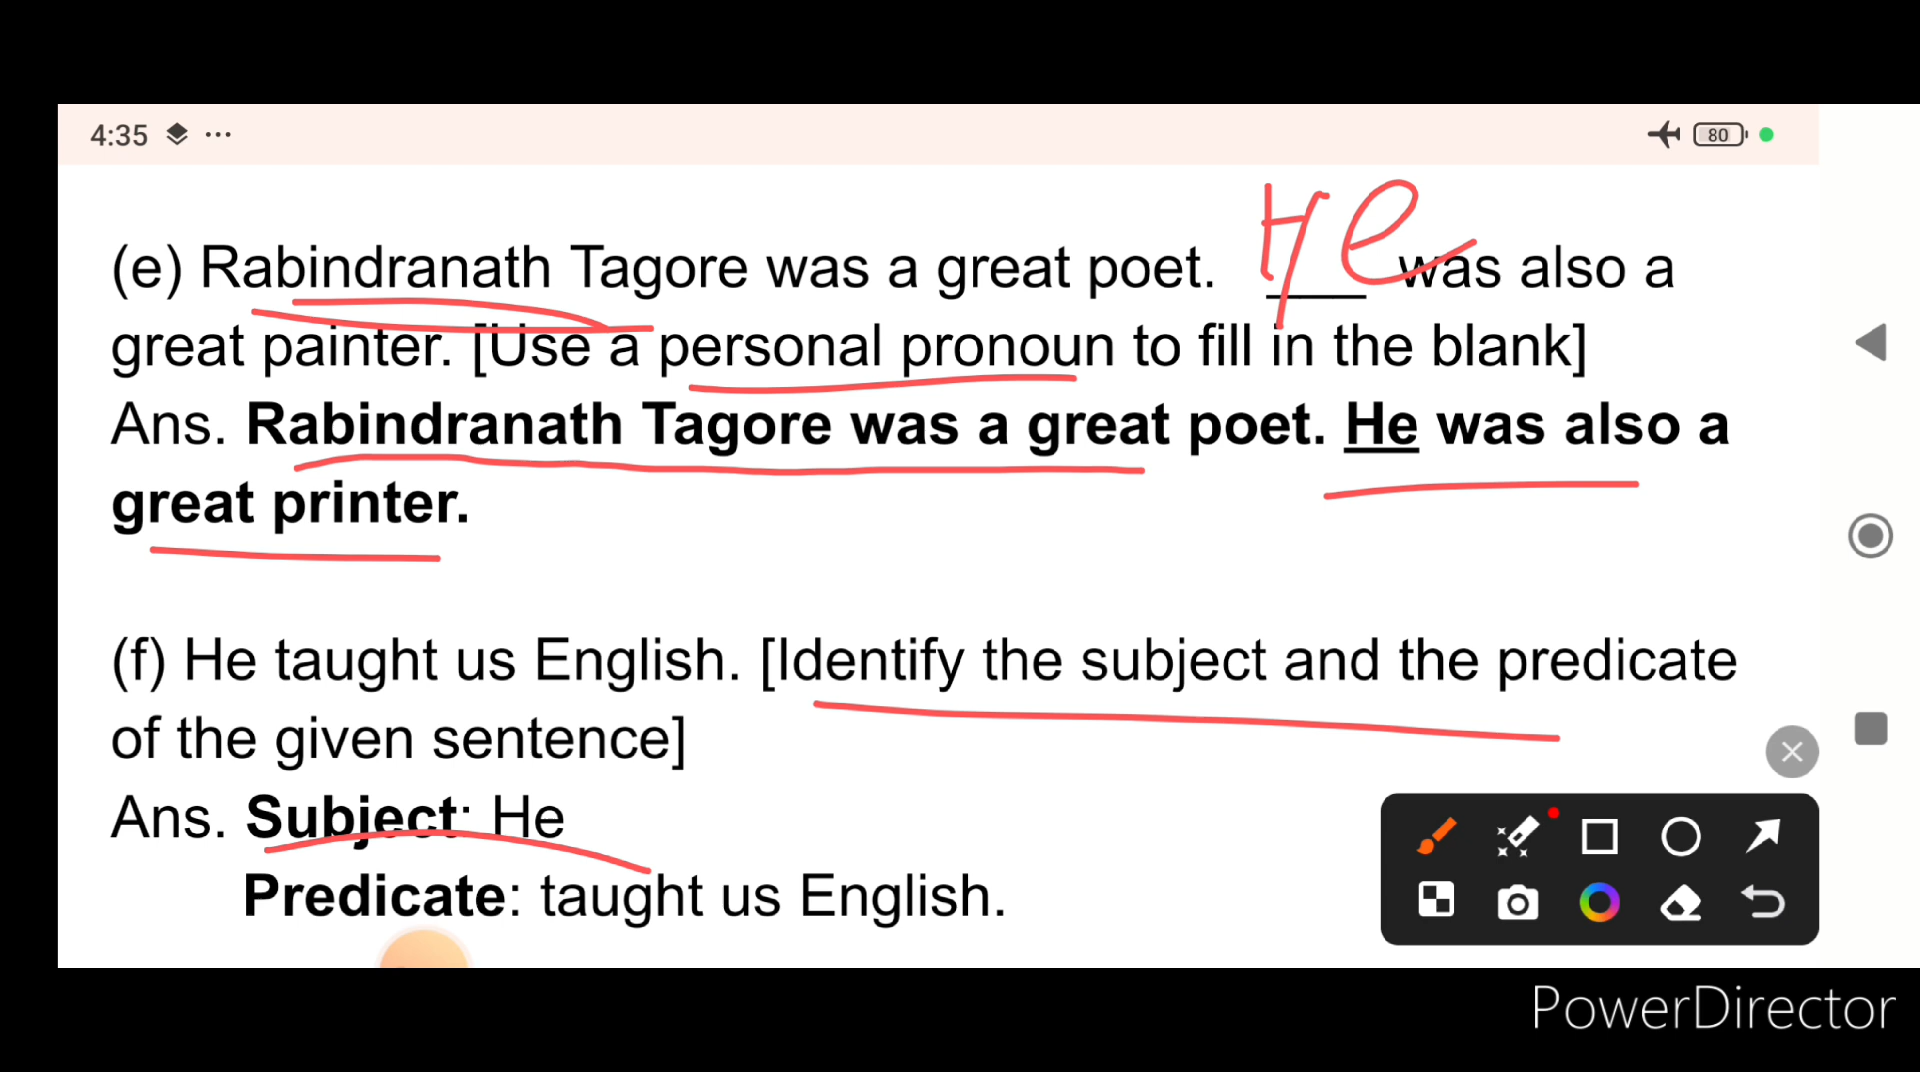 4:35 ... 80
He
(e) Rabindranath Tagore was a great poet. ___ was also a
great painter. [Use a personal pronoun to fill in the blank]
Ans. Rabindranath Tagore was a great poet. He was also a
great printer.
(f) He taught us English. [Identify the subject and the predicate
of the given sentence]
Ans. Subject: He
Predicate: taught us English.
PowerDirector